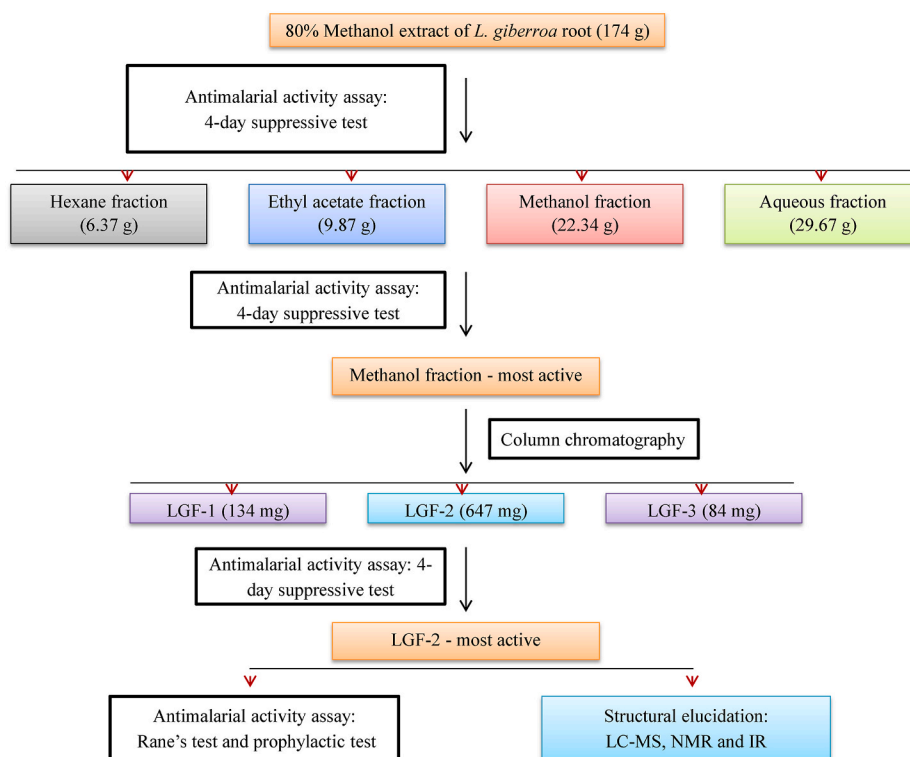 80% Methanol extract of L. giberroa root (174 g)
Antimalarial activity assay:
4-day suppressive test
Hexane fraction
(6.37 g)
Ethyl acetate fraction
(9.87 g)
Methanol fraction
(22.34 g)
Aqueous fraction
(29.67 g)
Antimalarial activity assay:
4-day suppressive test
Methanol fraction - most active
Column chromatography
LGF-1 (134 mg)
LGF-2 (647 mg)
LGF-3 (84 mg)
Antimalarial activity assay: 4-
day suppressive test
LGF-2 - most active
Antimalarial activity assay:
Rane’s test and prophylactic test
Structural elucidation:
LC-MS, NMR and IR